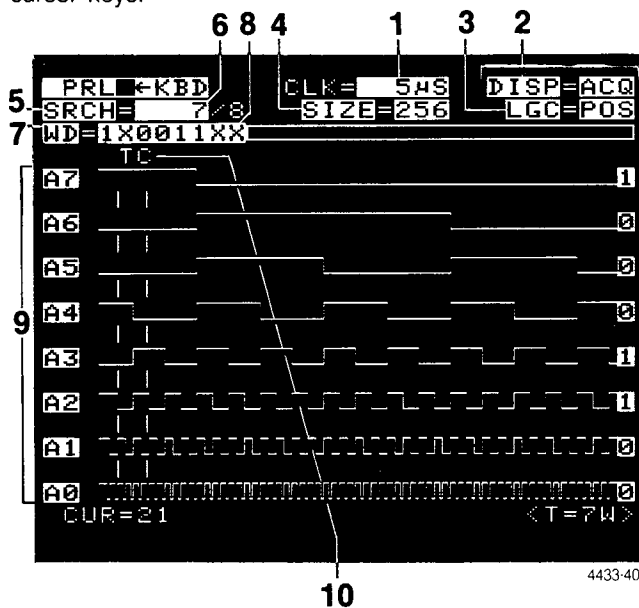 cursor keys.
6 8 4 1 3 2
PRL ←KBD CLK= 5µS DISP=ACQ
5 SRCH= 7/8 SIZE=256 LGC=POS
7 WD=1X0011XX
TC
A7 1
A6 0
A5 0
9
A4 0
A3 1
A2 1
A1 0
A0 0
CUR=21 <T=7W>
4433-40
10